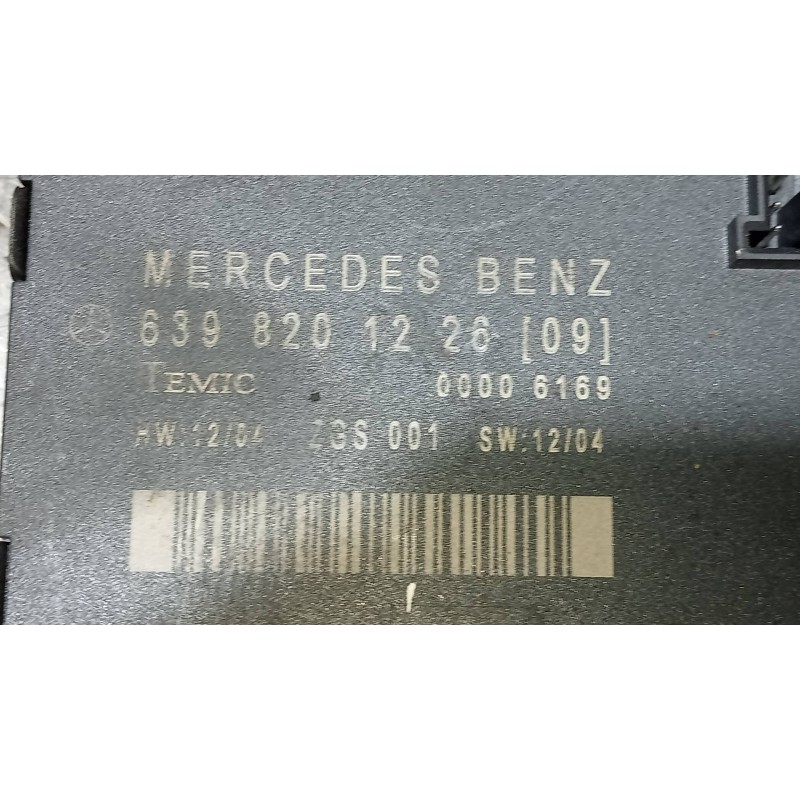 MERCEDES BENZ
639 820 12 26 [09]
TEMIC 0000 6169
HW:12/04 ZGS 001 SW:12/04